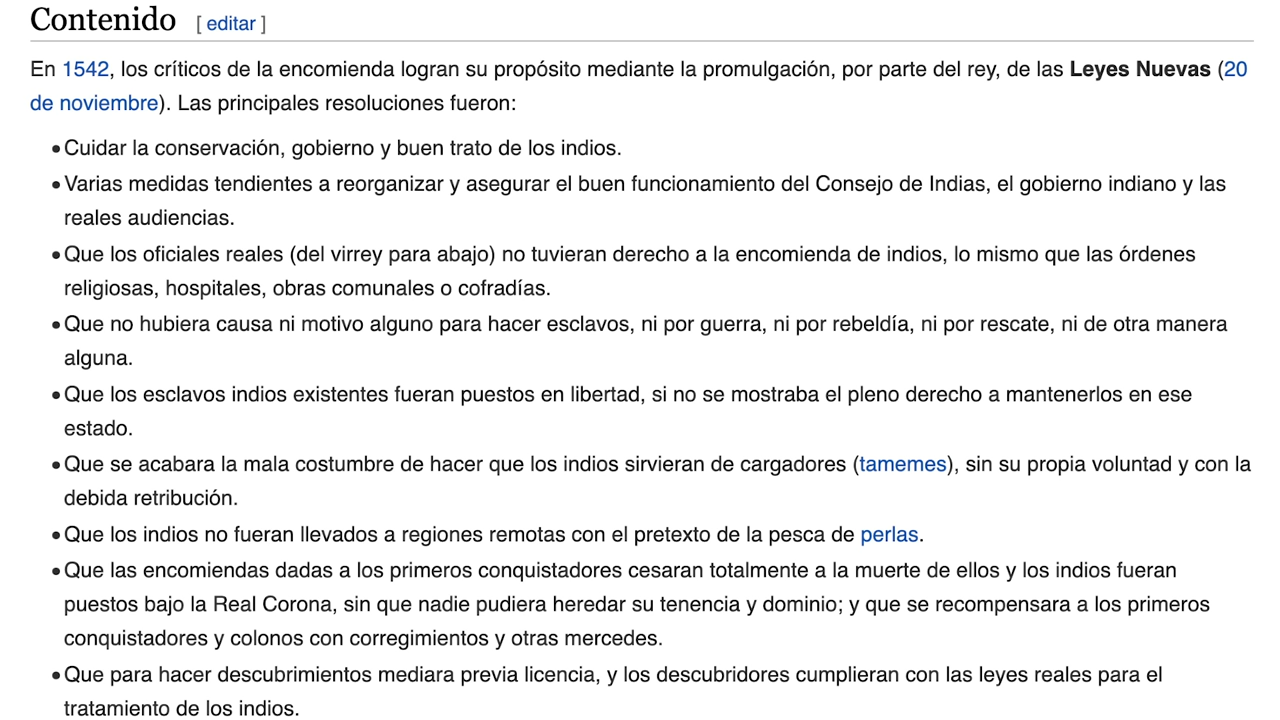 Contenido [ editar ]
En 1542, los críticos de la encomienda logran su propósito mediante la promulgación, por parte del rey, de las Leyes Nuevas (20
de noviembre). Las principales resoluciones fueron:
• Cuidar la conservación, gobierno y buen trato de los indios.
• Varias medidas tendientes a reorganizar y asegurar el buen funcionamiento del Consejo de Indias, el gobierno indiano y las
reales audiencias.
• Que los oficiales reales (del virrey para abajo) no tuvieran derecho a la encomienda de indios, lo mismo que las órdenes
religiosas, hospitales, obras comunales o cofradías.
• Que no hubiera causa ni motivo alguno para hacer esclavos, ni por guerra, ni por rebeldía, ni por rescate, ni de otra manera
alguna.
• Que los esclavos indios existentes fueran puestos en libertad, si no se mostraba el pleno derecho a mantenerlos en ese
estado.
• Que se acabara la mala costumbre de hacer que los indios sirvieran de cargadores (tamemes), sin su propia voluntad y con la
debida retribución.
• Que los indios no fueran llevados a regiones remotas con el pretexto de la pesca de perlas.
• Que las encomiendas dadas a los primeros conquistadores cesaran totalmente a la muerte de ellos y los indios fueran
puestos bajo la Real Corona, sin que nadie pudiera heredar su tenencia y dominio; y que se recompensara a los primeros
conquistadores y colonos con corregimientos y otras mercedes.
• Que para hacer descubrimientos mediara previa licencia, y los descubridores cumplieran con las leyes reales para el
tratamiento de los indios.